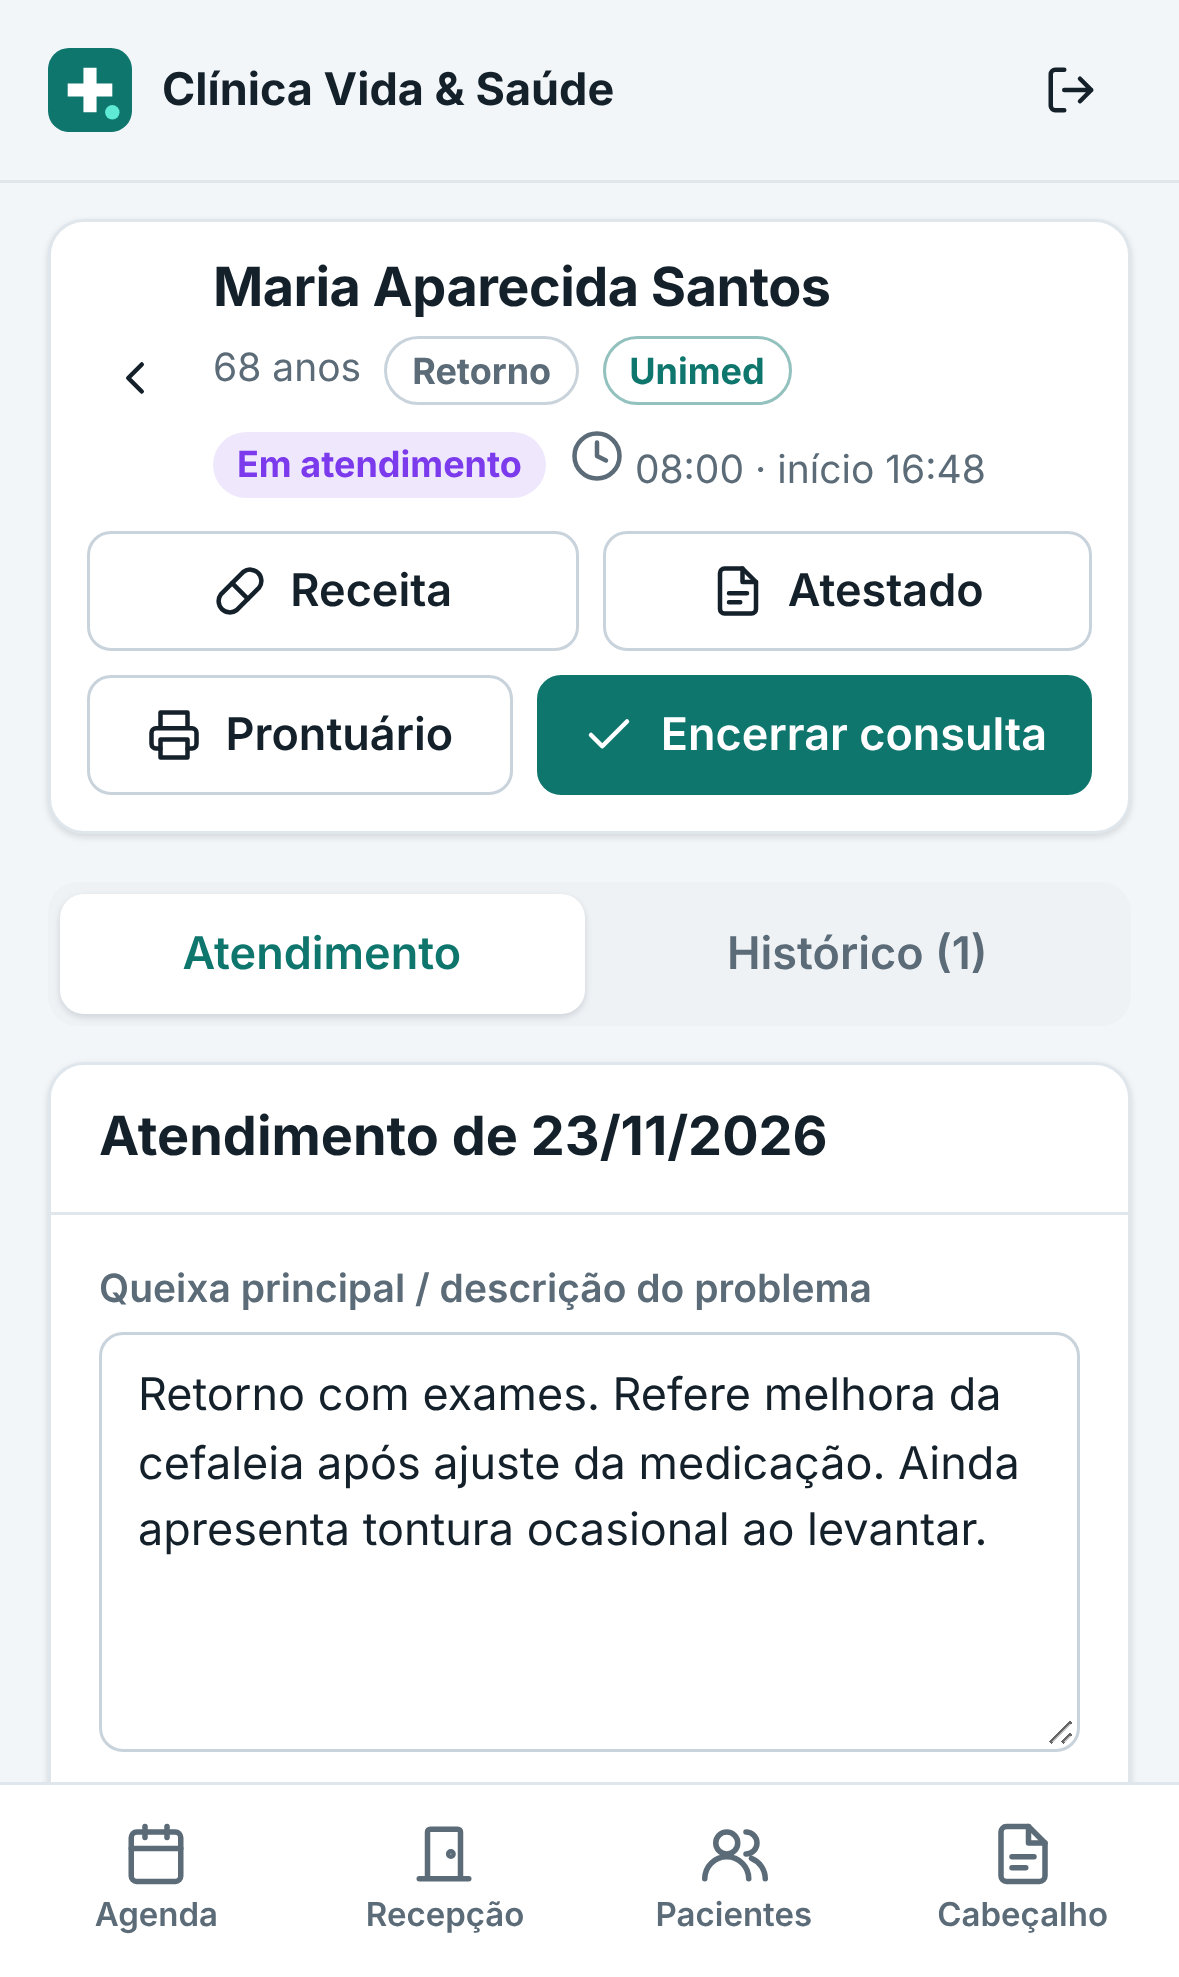 Clínica Vida & Saúde
Maria Aparecida Santos
68 anos Retorno Unimed
Em atendimento 08:00 · início 16:48
Receita Atestado
Prontuário Encerrar consulta
Atendimento Histórico (1)
Atendimento de 23/11/2026
Queixa principal / descrição do problema
Retorno com exames. Refere melhora da
cefaleia após ajuste da medicação. Ainda
apresenta tontura ocasional ao levantar.
Agenda Recepção Pacientes Cabeçalho